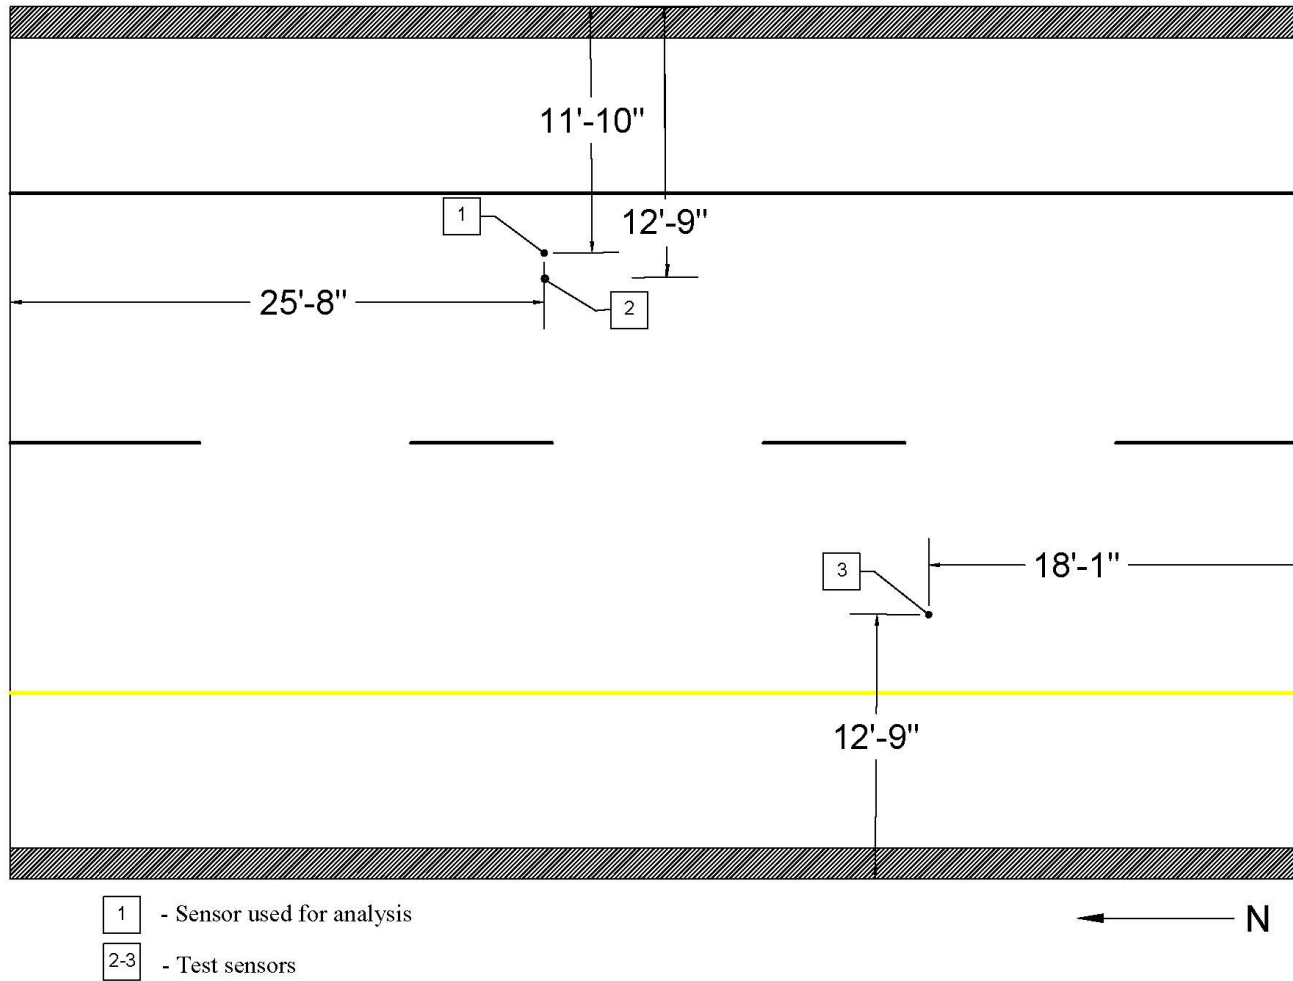 11'-10"
12'-9"
1
25'-8"
2
3
18'-1"
12'-9"
1 - Sensor used for analysis
N
2-3 - Test sensors